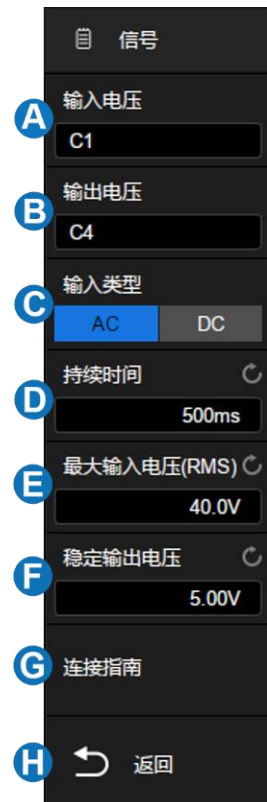 信号
A 输入电压
C1
B 输出电压
C4
C 输入类型
AC DC
D 持续时间
500ms
E 最大输入电压(RMS)
40.0V
F 稳定输出电压
5.00V
G 连接指南
H 返回